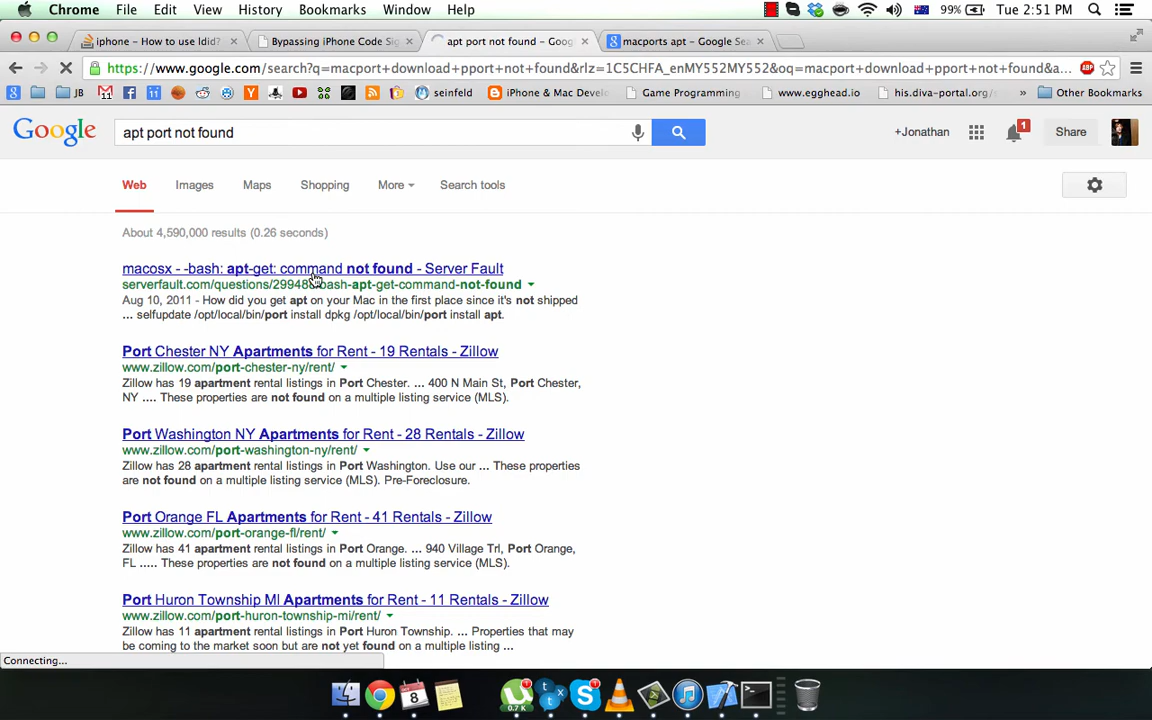 Chrome File Edit View History Bookmarks Window Help 99% Tue 2:51 PM
iphone – How to use ldid? Bypassing iPhone Code Sig apt port not found – Goog macports apt – Google Sea
https://www.google.com/search?q=macport+download+pport+not+found&rlz=1C5CHFA_enMY552MY552&oq=macport+download+pport+not+found&a...
JB seinfeld iPhone & Mac Devel Game Programming www.egghead.io his.diva-portal.org/s » Other Bookmarks
Google apt port not found +Jonathan 1 Share
Web Images Maps Shopping More Search tools
About 4,590,000 results (0.26 seconds)
macosx - -bash: apt-get: command not found - Server Fault
serverfault.com/questions/29948 bash-apt-get-command-not-found
Aug 10, 2011 - How did you get apt on your Mac in the first place since it's not shipped
... selfupdate /opt/local/bin/port install dpkg /opt/local/bin/port install apt.
Port Chester NY Apartments for Rent - 19 Rentals - Zillow
www.zillow.com/port-chester-ny/rent/
Zillow has 19 apartment rental listings in Port Chester. ... 400 N Main St, Port Chester,
NY .... These properties are not found on a multiple listing service (MLS).
Port Washington NY Apartments for Rent - 28 Rentals - Zillow
www.zillow.com/port-washington-ny/rent/
Zillow has 28 apartment rental listings in Port Washington. Use our ... These properties
are not found on a multiple listing service (MLS). Pre-Foreclosure.
Port Orange FL Apartments for Rent - 41 Rentals - Zillow
www.zillow.com/port-orange-fl/rent/
Zillow has 41 apartment rental listings in Port Orange. ... 940 Village Trl, Port Orange,
FL ..... These properties are not found on a multiple listing service (MLS).
Port Huron Township MI Apartments for Rent - 11 Rentals - Zillow
www.zillow.com/port-huron-township-mi/rent/
Zillow has 11 apartment rental listings in Port Huron Township. ... Properties that may
be coming to the market soon but are not yet found on a multiple listing ...
Connecting...
8
0.7 K